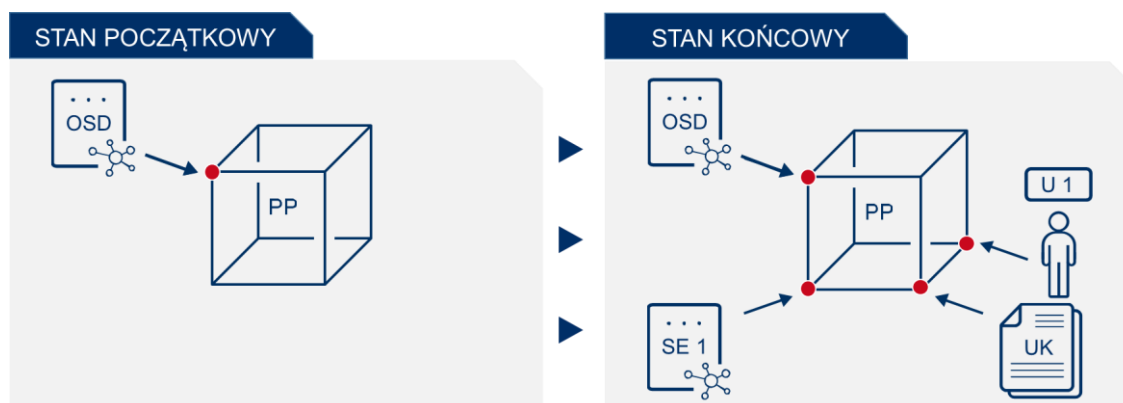 STAN POCZĄTKOWY
OSD
PP
STAN KOŃCOWY
OSD
PP
U 1
SE 1
UK